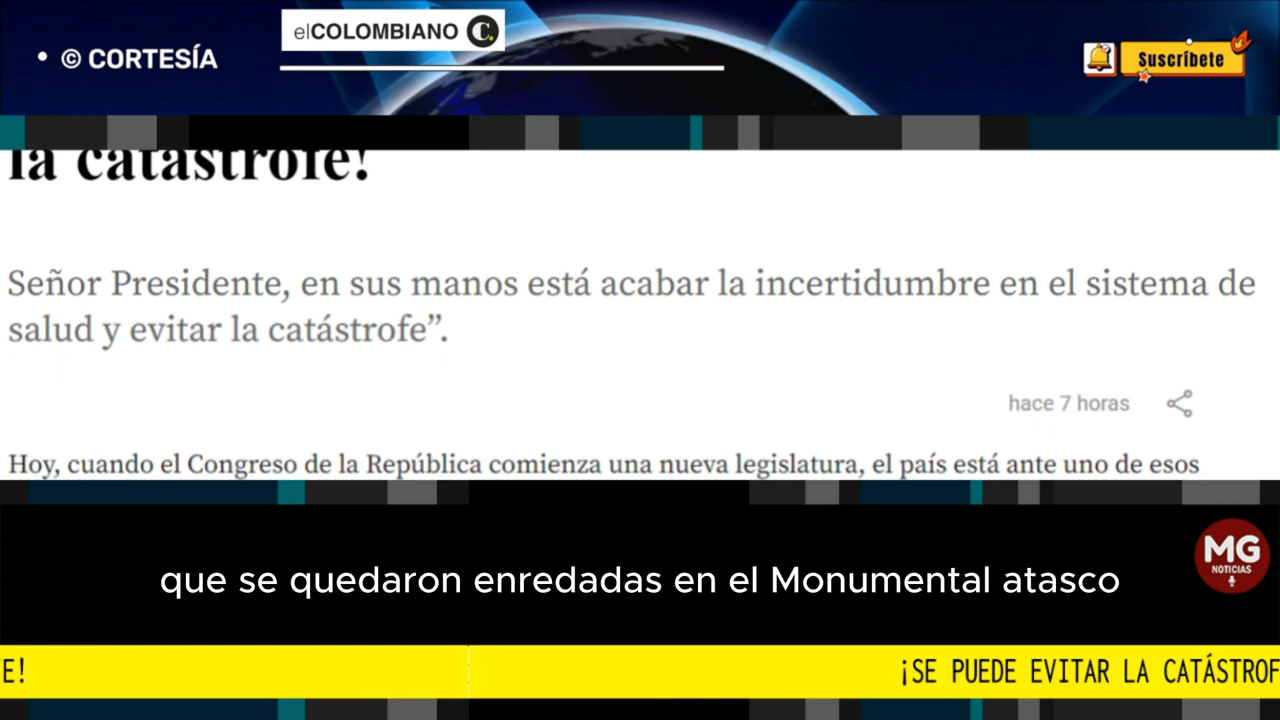 • © CORTESÍA
elCOLOMBIANO C.
Suscríbete
la catástrofe!
Señor Presidente, en sus manos está acabar la incertidumbre en el sistema de
salud y evitar la catástrofe”.
hace 7 horas
Hoy, cuando el Congreso de la República comienza una nueva legislatura, el país está ante uno de esos
MG
NOTICIAS
que se quedaron enredadas en el Monumental atasco
E!
¡SE PUEDE EVITAR LA CATÁSTROF